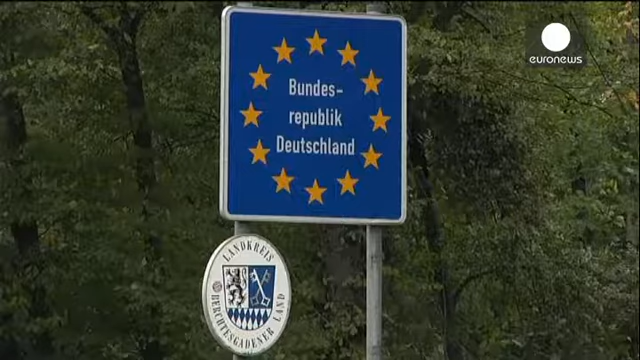 euronews
Bundes-
republik
Deutschland
LANDKREIS
BERCHTESGADENER LAND